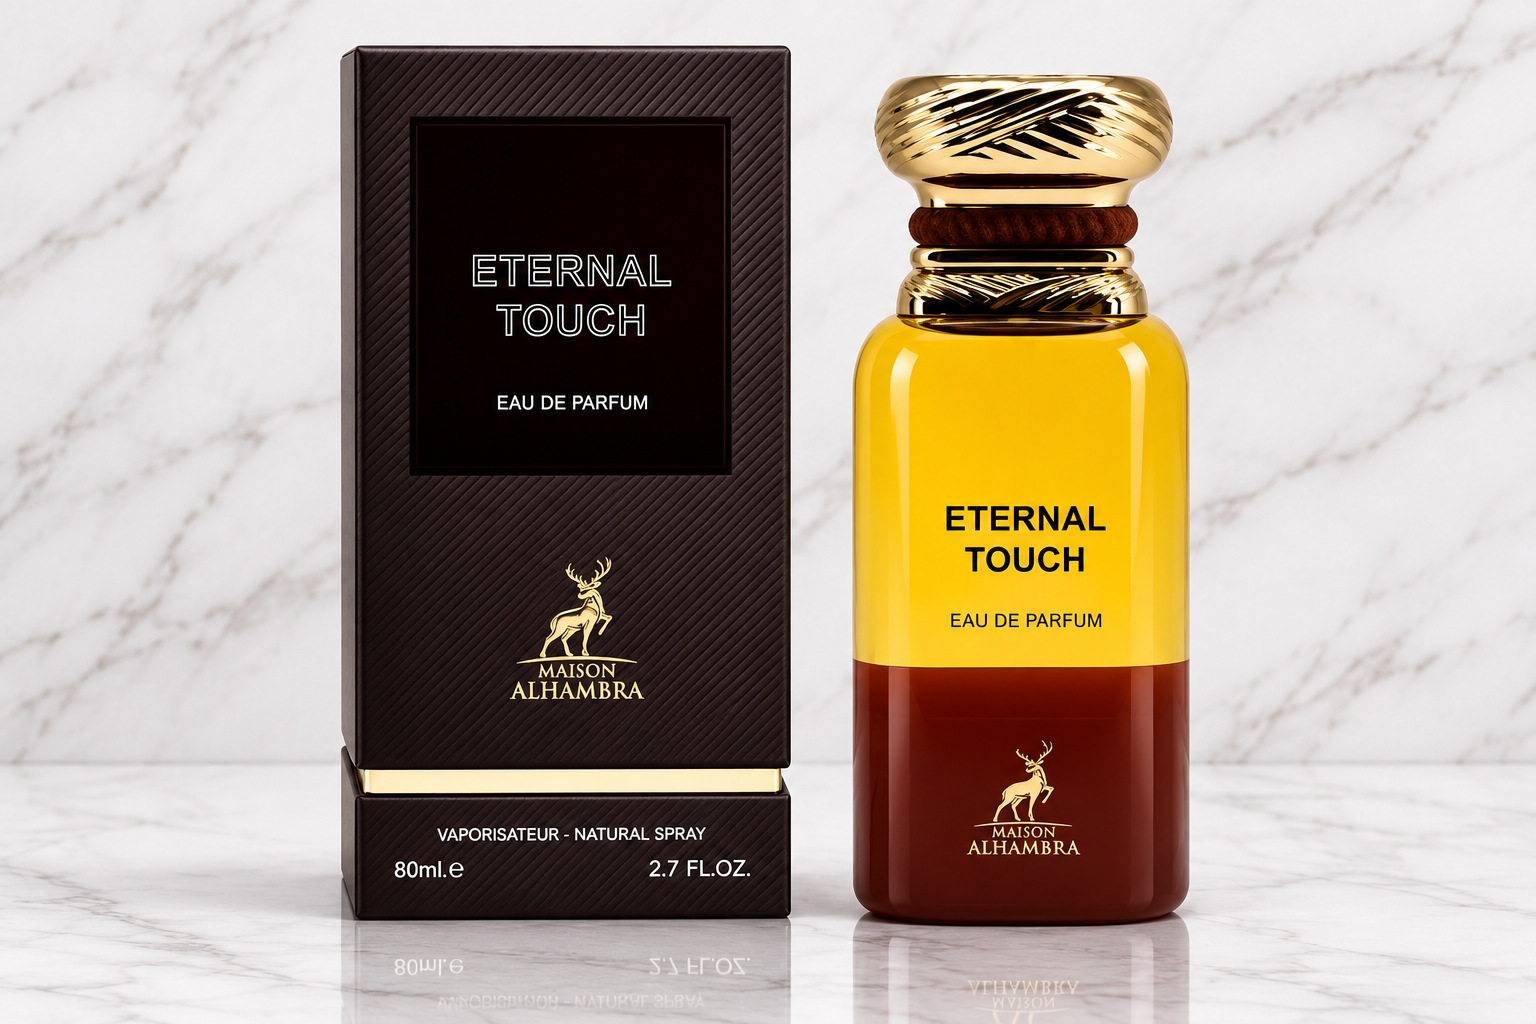 ETERNAL
TOUCH
EAU DE PARFUM
MAISON
ALHAMBRA
VAPORISATEUR - NATURAL SPRAY
80ml.℮
2.7 FL.OZ.
ETERNAL
TOUCH
EAU DE PARFUM
MAISON
ALHAMBRA